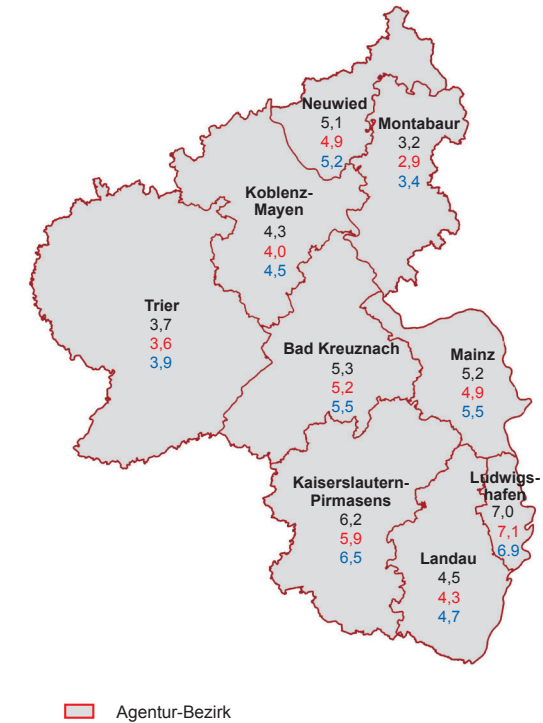 Neuwied
5,1
4,9
5,2
Montabaur
3,2
2,9
3,4
Koblenz-
Mayen
4,3
4,0
4,5
Trier
3,7
3,6
3,9
Bad Kreuznach
5,3
5,2
5,5
Mainz
5,2
4,9
5,5
Kaiserslautern-
Pirmasens
6,2
5,9
6,5
Ludwigs-
hafen
7,0
7,1
6.9
Landau
4,5
4,3
4,7
Agentur-Bezirk